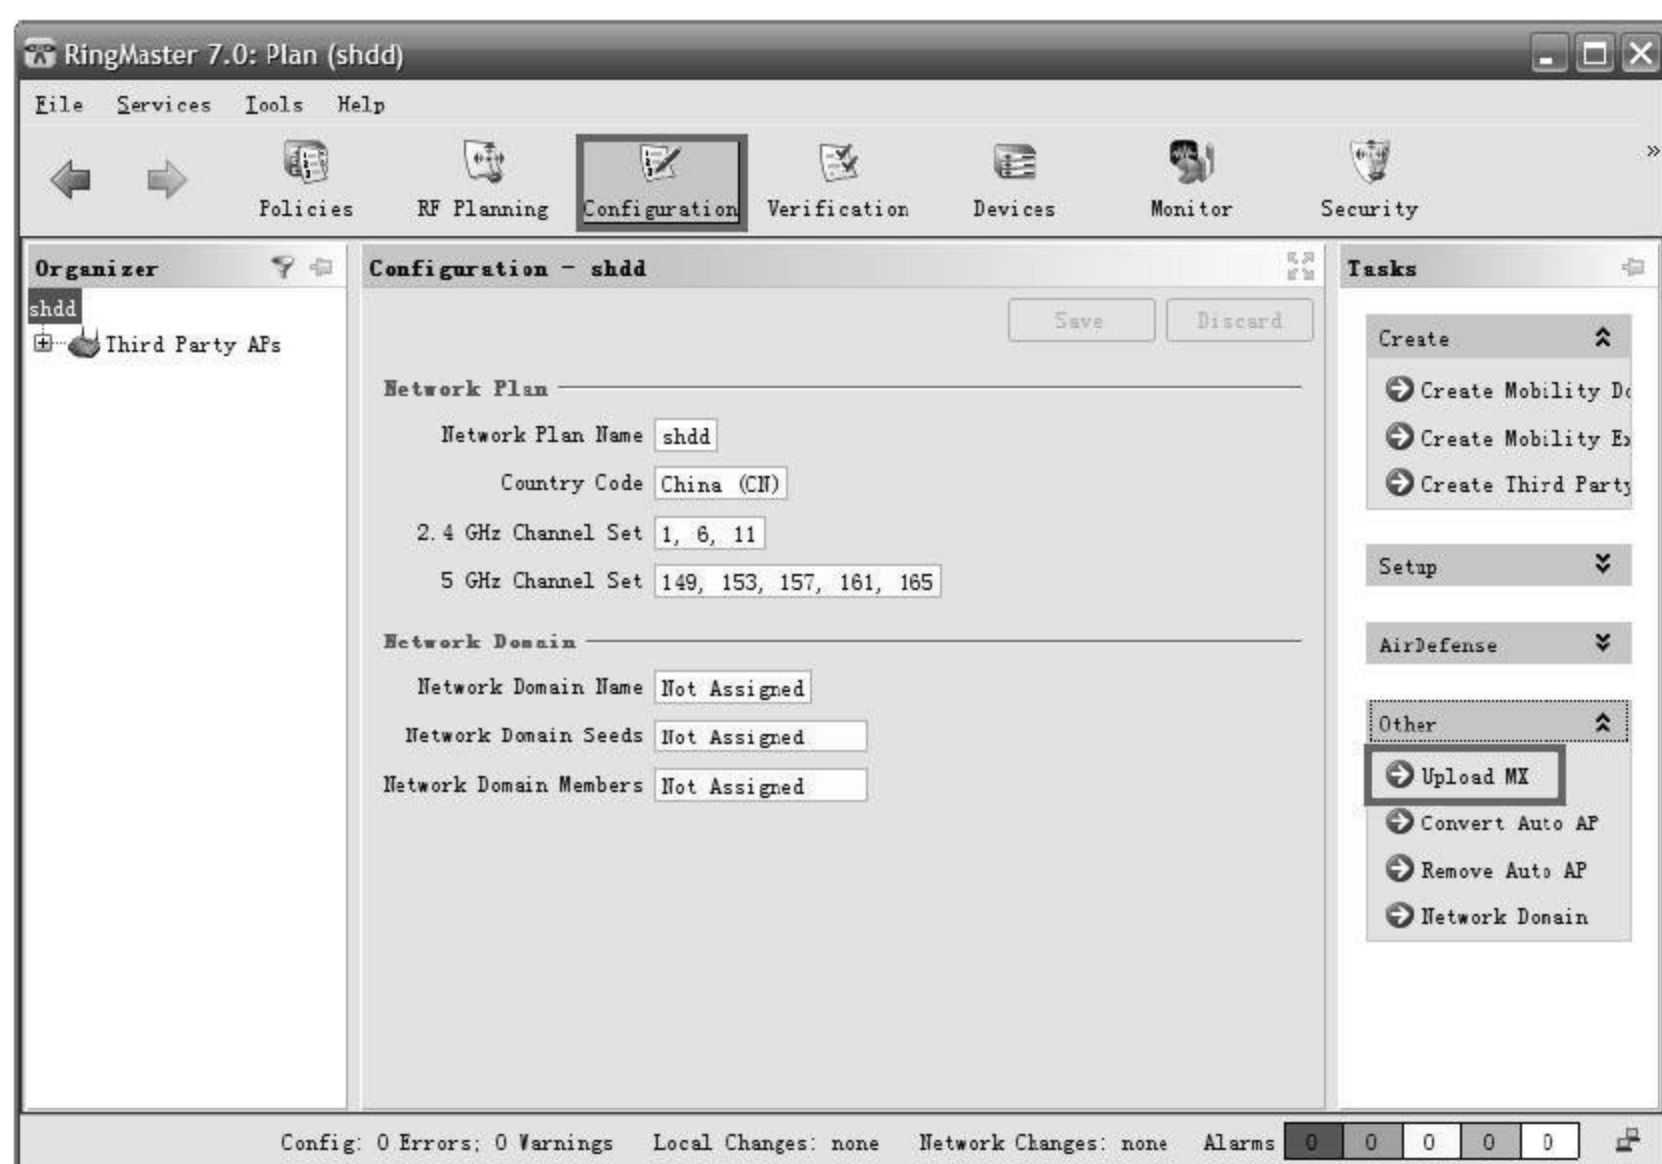 RingMaster 7.0: Plan (shdd)
File Services Tools Help
Policies RF Planning Configuration Verification Devices Monitor Security
»
Organizer
shdd
Third Party APs
Configuration - shdd
Save Discard
Network Plan
Network Plan Name shdd
Country Code China (CN)
2.4 GHz Channel Set 1, 6, 11
5 GHz Channel Set 149, 153, 157, 161, 165
Network Domain
Network Domain Name Not Assigned
Network Domain Seeds Not Assigned
Network Domain Members Not Assigned
Tasks
Create
Create Mobility Do
Create Mobility Ex
Create Third Party
Setup
AirDefense
Other
Upload MX
Convert Auto AP
Remove Auto AP
Network Domain
Config: 0 Errors; 0 Warnings Local Changes: none Network Changes: none Alarms 0 0 0 0 0